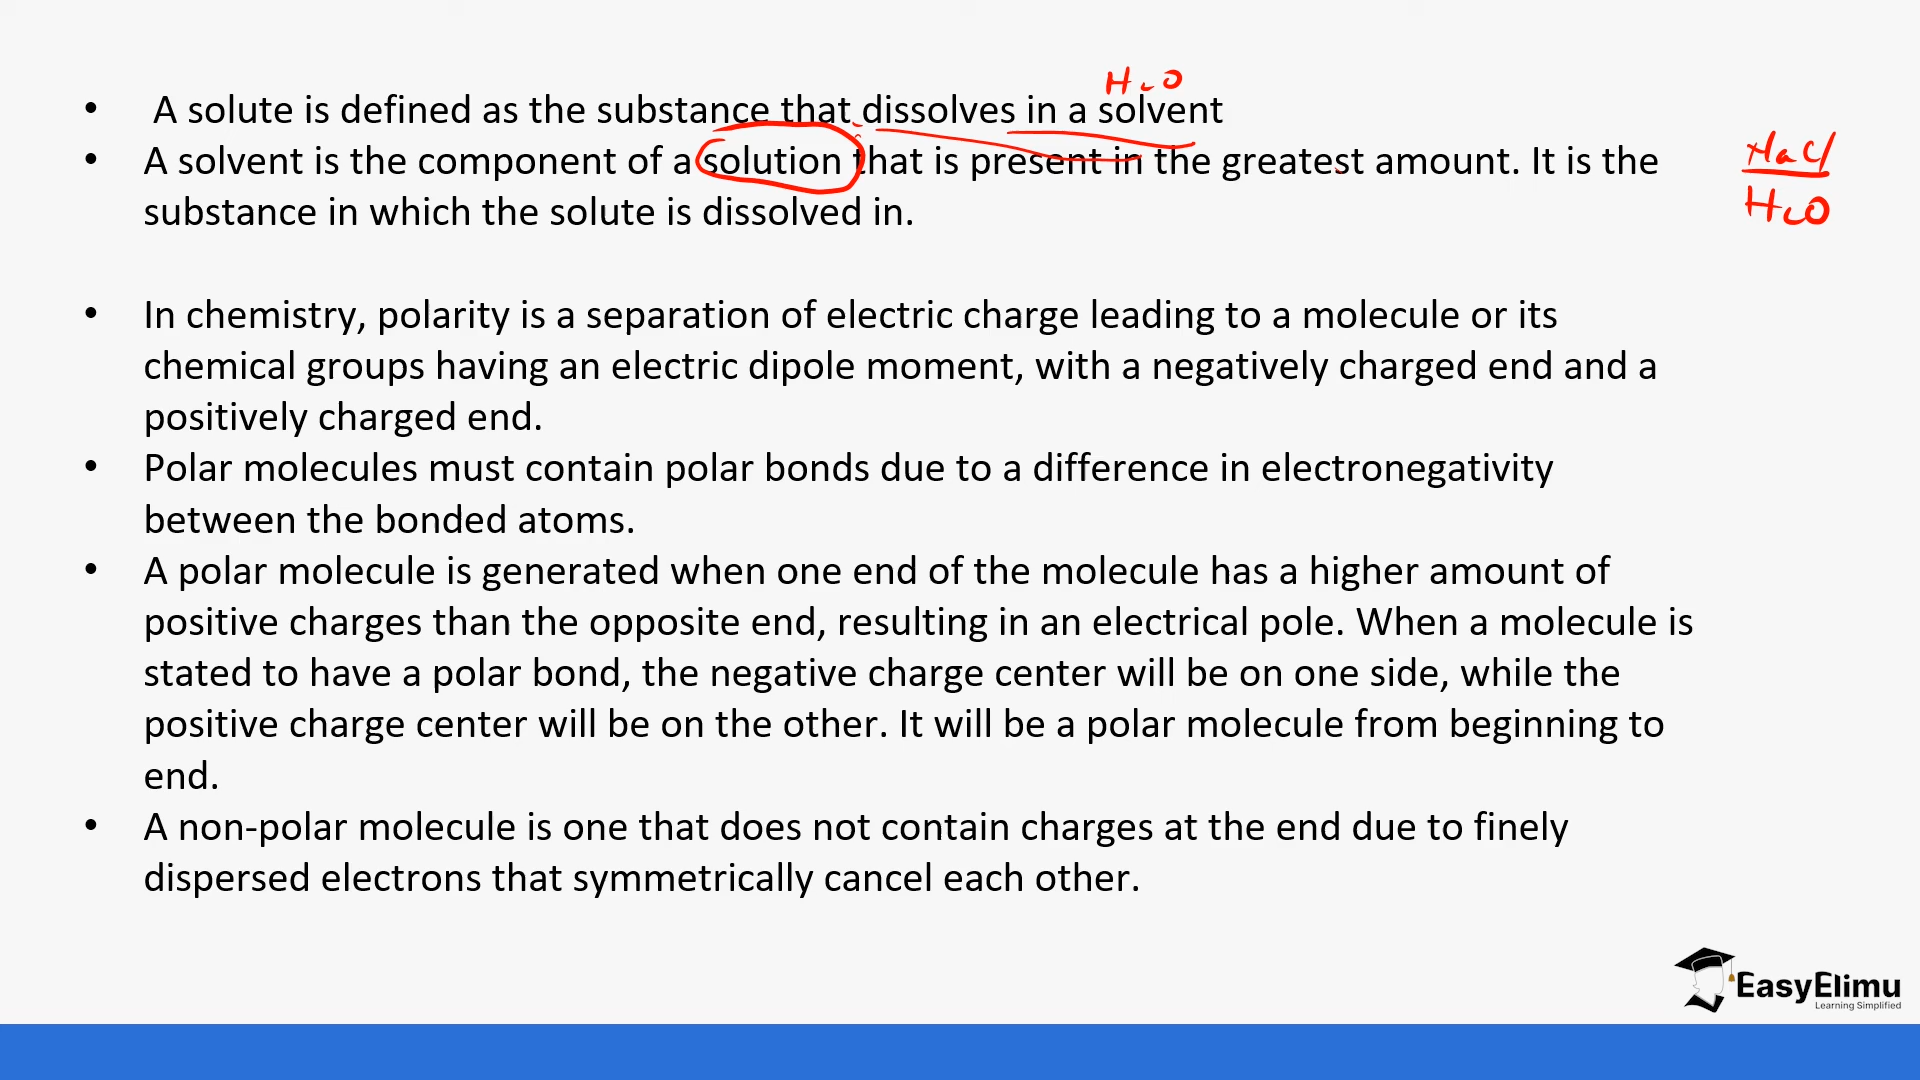 H2O
• A solute is defined as the substance that dissolves in a solvent
• A solvent is the component of a solution that is present in the greatest amount. It is the
substance in which the solute is dissolved in.
NaCl
H2O
• In chemistry, polarity is a separation of electric charge leading to a molecule or its
chemical groups having an electric dipole moment, with a negatively charged end and a
positively charged end.
• Polar molecules must contain polar bonds due to a difference in electronegativity
between the bonded atoms.
• A polar molecule is generated when one end of the molecule has a higher amount of
positive charges than the opposite end, resulting in an electrical pole. When a molecule is
stated to have a polar bond, the negative charge center will be on one side, while the
positive charge center will be on the other. It will be a polar molecule from beginning to
end.
• A non-polar molecule is one that does not contain charges at the end due to finely
dispersed electrons that symmetrically cancel each other.
EasyElimu
Learning Simplified